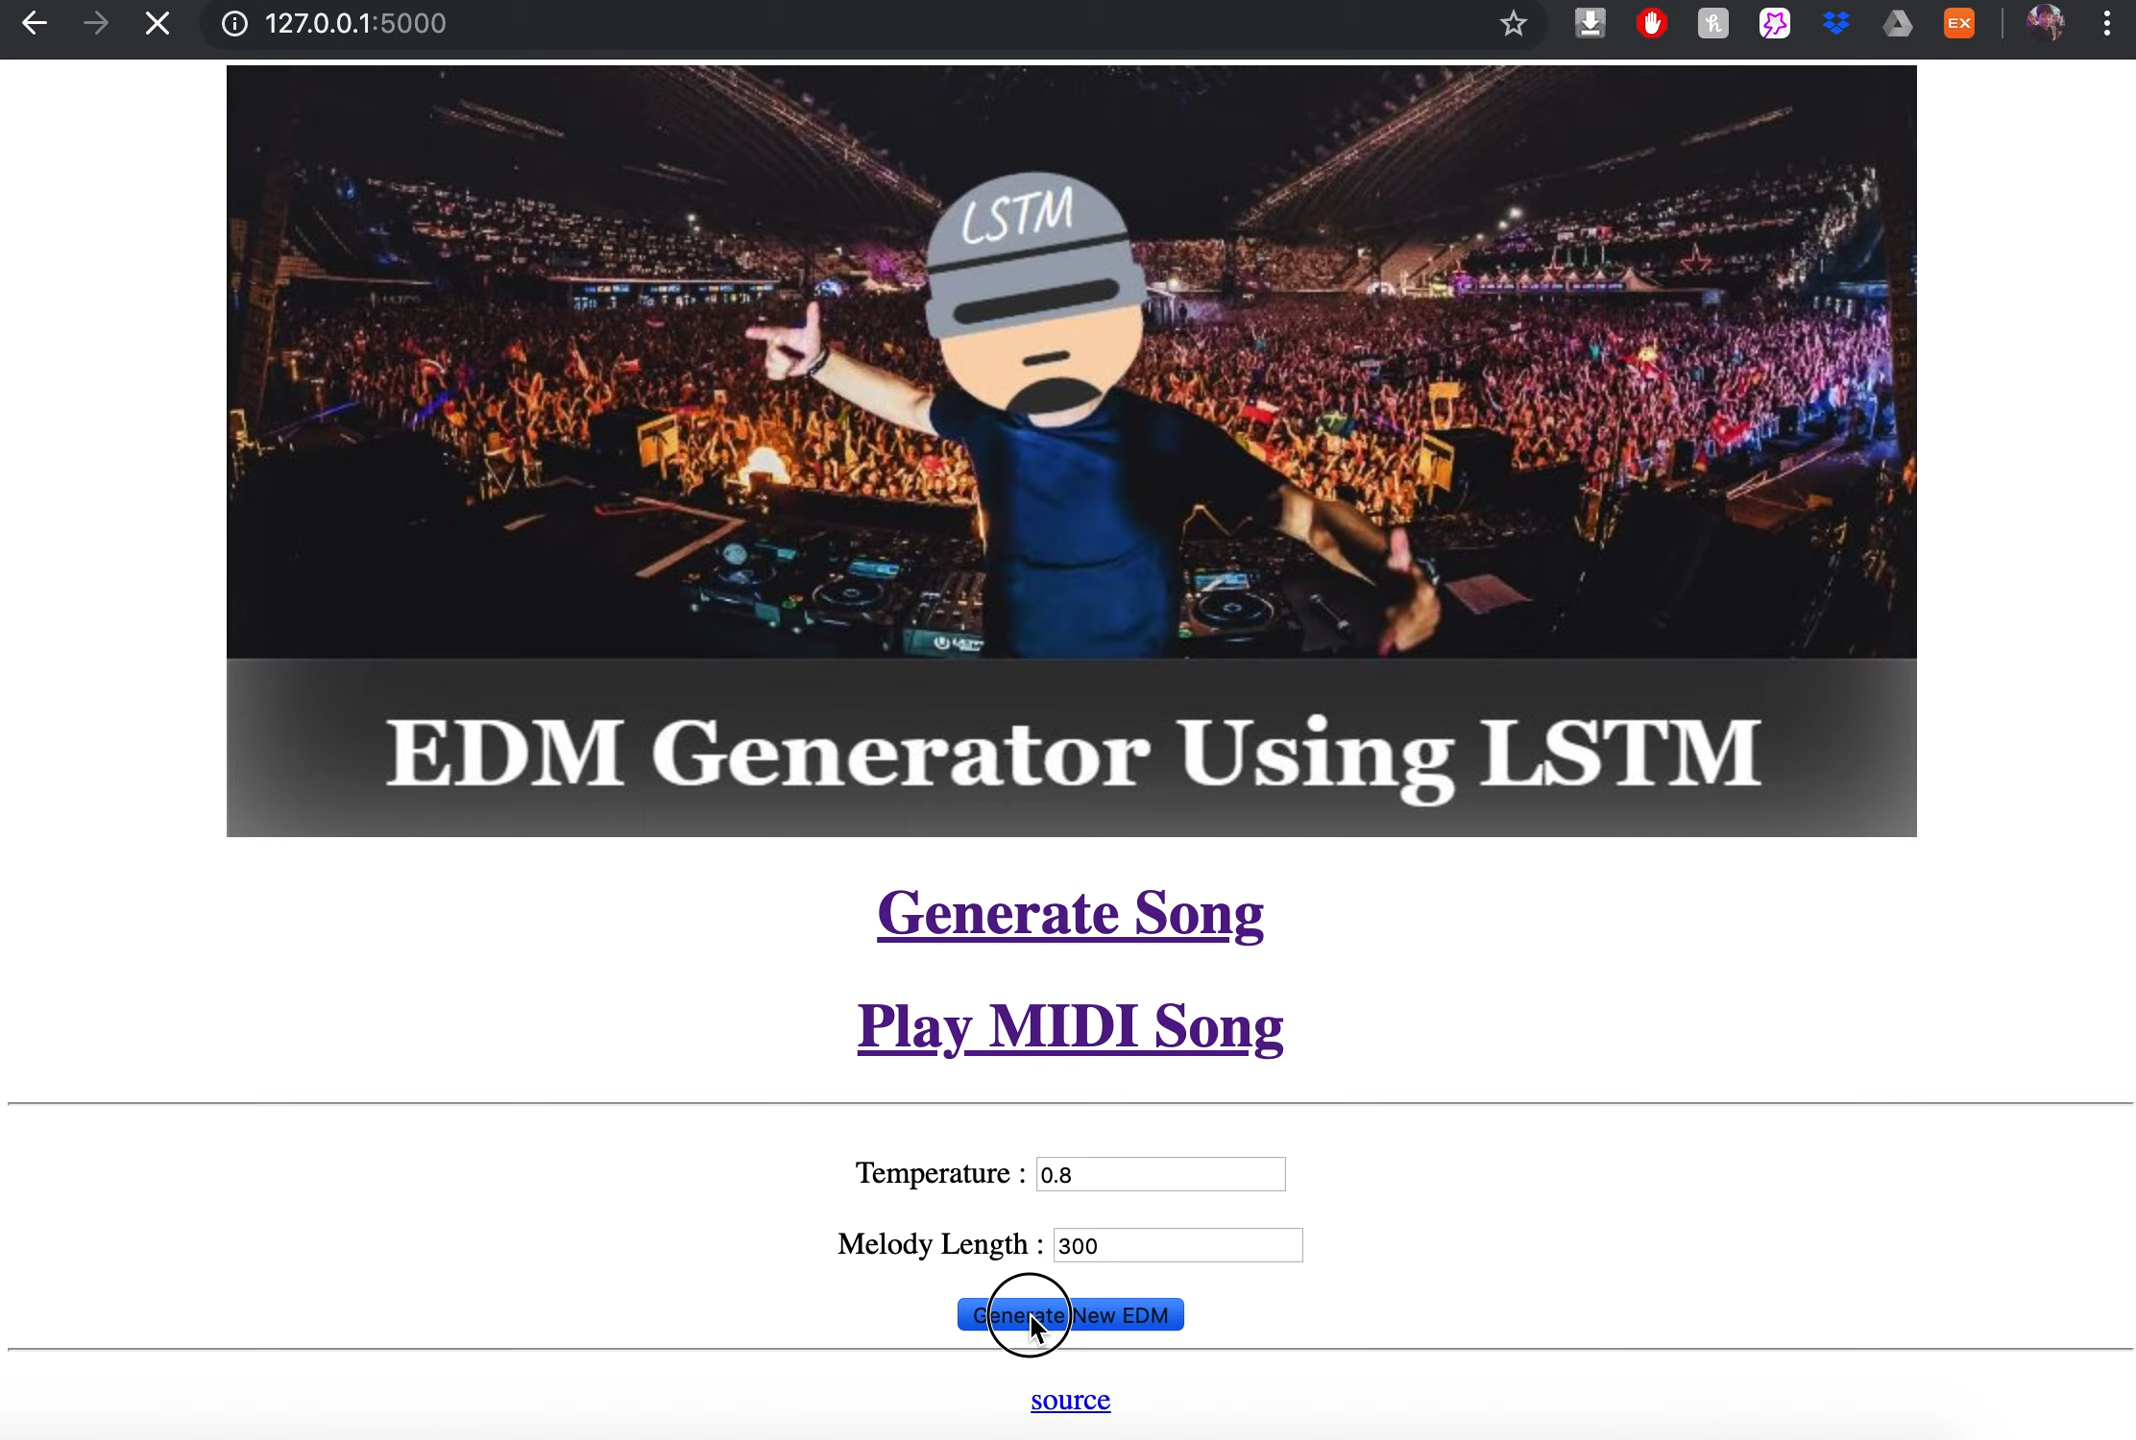 127.0.0.1:5000
EX
LSTM
EDM Generator Using LSTM
Generate Song
Play MIDI Song
Temperature : 0.8
Melody Length : 300
Generate New EDM
source